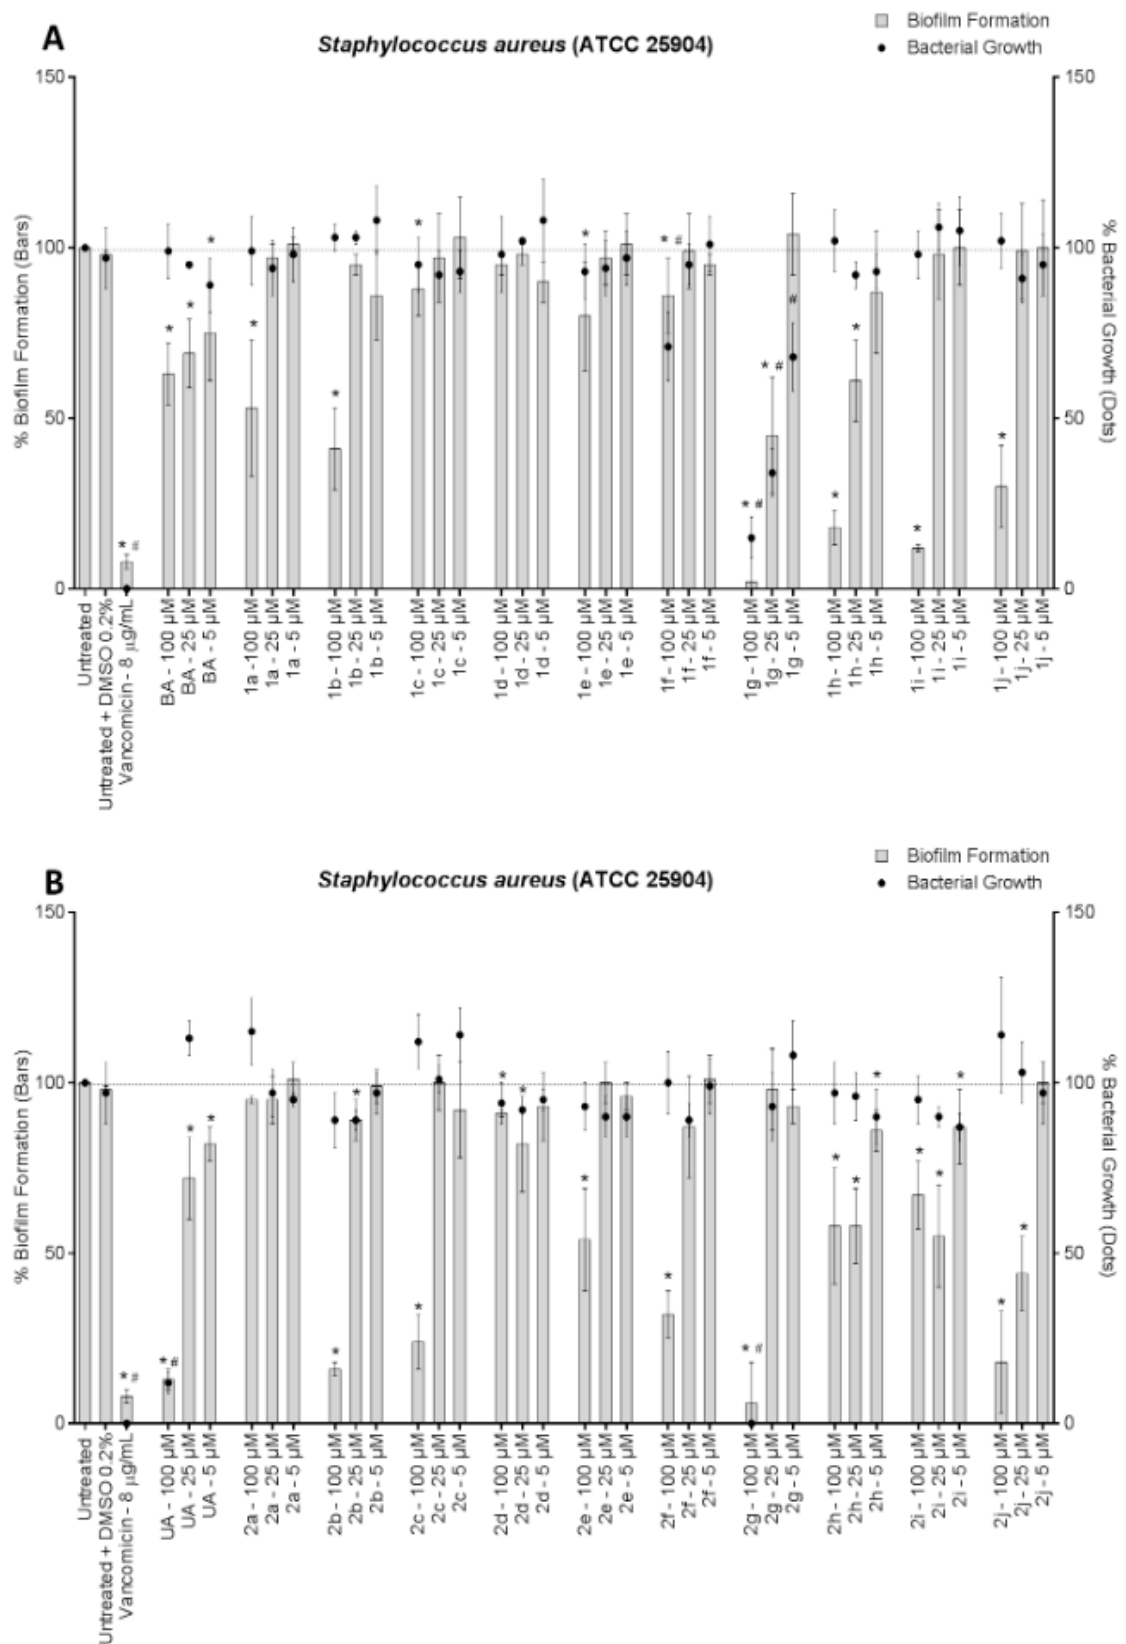 A
Staphylococcus aureus (ATCC 25904)
Biofilm Formation
Bacterial Growth
% Biofilm Formation (Bars)
150
100
50
0
* #
*
*
*
*
*
*
*
* #
* #
* #
#
*
*
*
*
150
100
50
0
% Bacterial Growth (Dots)
Untreated
Untreated + DMSO 0.2%
Vancomicin - 8 µg/mL
BA - 100 µM
BA - 25 µM
BA - 5 µM
1a - 100 µM
1a - 25 µM
1a - 5 µM
1b - 100 µM
1b - 25 µM
1b - 5 µM
1c - 100 µM
1c - 25 µM
1c - 5 µM
1d - 100 µM
1d - 25 µM
1d - 5 µM
1e - 100 µM
1e - 25 µM
1e - 5 µM
1f - 100 µM
1f - 25 µM
1f - 5 µM
1g - 100 µM
1g - 25 µM
1g - 5 µM
1h - 100 µM
1h - 25 µM
1h - 5 µM
1i - 100 µM
1i - 25 µM
1i - 5 µM
1j - 100 µM
1j - 25 µM
1j - 5 µM
B
Staphylococcus aureus (ATCC 25904)
Biofilm Formation
Bacterial Growth
% Biofilm Formation (Bars)
150
100
50
0
* #
* #
*
*
*
*
*
*
*
*
*
* #
*
*
*
*
*
*
*
*
150
100
50
0
% Bacterial Growth (Dots)
Untreated
Untreated + DMSO 0.2%
Vancomicin - 8 µg/mL
UA - 100 µM
UA - 25 µM
UA - 5 µM
2a - 100 µM
2a - 25 µM
2a - 5 µM
2b - 100 µM
2b - 25 µM
2b - 5 µM
2c - 100 µM
2c - 25 µM
2c - 5 µM
2d - 100 µM
2d - 25 µM
2d - 5 µM
2e - 100 µM
2e - 25 µM
2e - 5 µM
2f - 100 µM
2f - 25 µM
2f - 5 µM
2g - 100 µM
2g - 25 µM
2g - 5 µM
2h - 100 µM
2h - 25 µM
2h - 5 µM
2i - 100 µM
2i - 25 µM
2i - 5 µM
2j - 100 µM
2j - 25 µM
2j - 5 µM